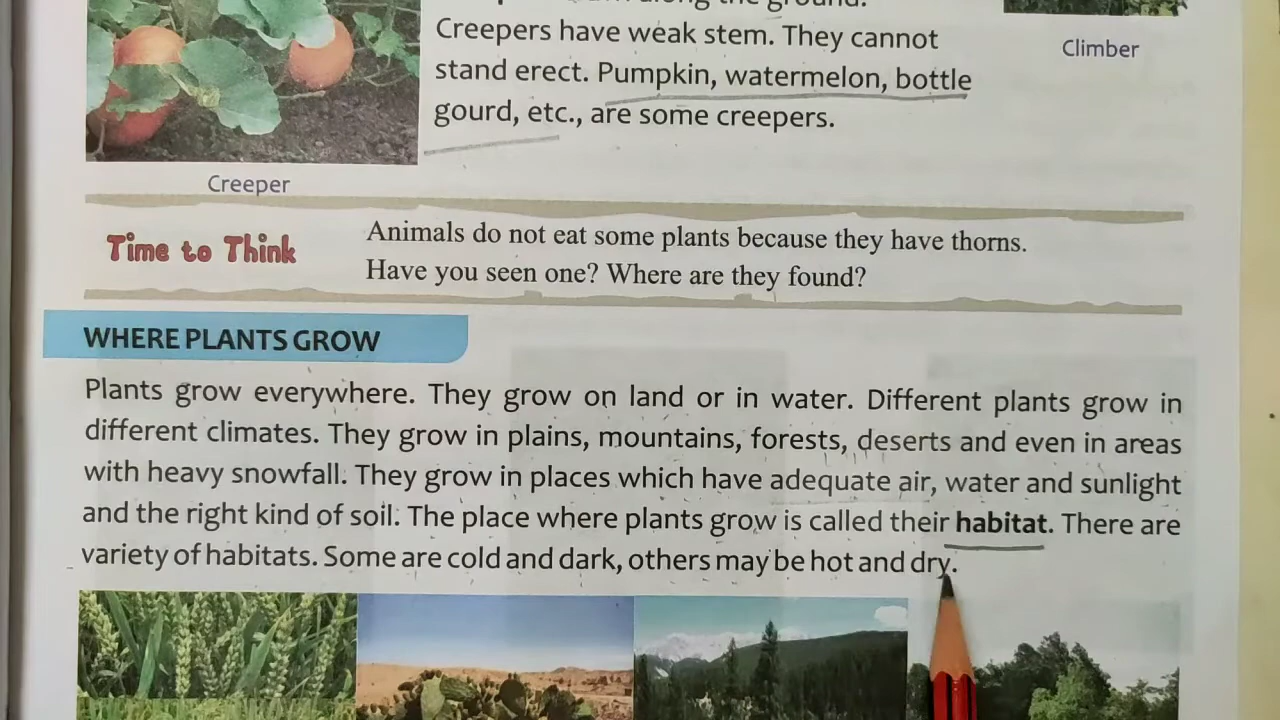 along the ground.
Creepers have weak stem. They cannot
stand erect. Pumpkin, watermelon, bottle
gourd, etc., are some creepers.
Climber
Creeper
Time to Think
Animals do not eat some plants because they have thorns.
Have you seen one? Where are they found?
WHERE PLANTS GROW
Plants grow everywhere. They grow on land or in water. Different plants grow in
different climates. They grow in plains, mountains, forests, deserts and even in areas
with heavy snowfall. They grow in places which have adequate air, water and sunlight
and the right kind of soil. The place where plants grow is called their habitat. There are
variety of habitats. Some are cold and dark, others may be hot and dry.